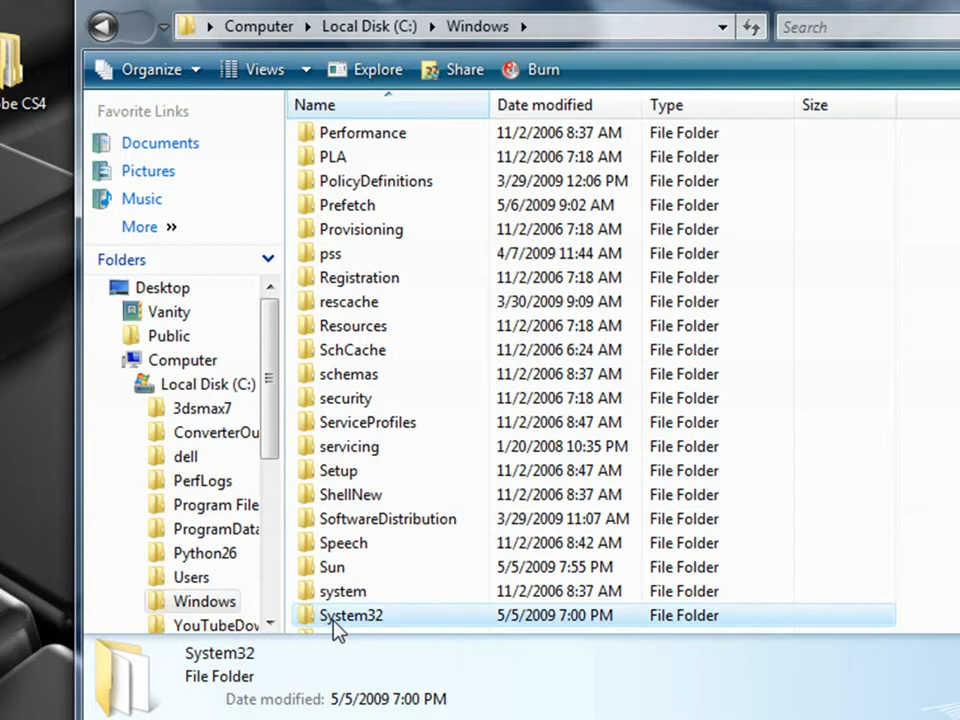 Computer Local Disk (C:) Windows Search
Organize Views Explore Share Burn
be CS4
Favorite Links
Documents
Pictures
Music
More »
Folders
Desktop
Vanity
Public
Computer
Local Disk (C:)
3dsmax7
ConverterOu
dell
PerfLogs
Program File
ProgramData
Python26
Users
Windows
YouTubeDov
Name Date modified Type Size
Performance 11/2/2006 8:37 AM File Folder
PLA 11/2/2006 7:18 AM File Folder
PolicyDefinitions 3/29/2009 12:06 PM File Folder
Prefetch 5/6/2009 9:02 AM File Folder
Provisioning 11/2/2006 7:18 AM File Folder
pss 4/7/2009 11:44 AM File Folder
Registration 11/2/2006 7:18 AM File Folder
rescache 3/30/2009 9:09 AM File Folder
Resources 11/2/2006 7:18 AM File Folder
SchCache 11/2/2006 6:24 AM File Folder
schemas 11/2/2006 8:37 AM File Folder
security 11/2/2006 7:18 AM File Folder
ServiceProfiles 11/2/2006 8:47 AM File Folder
servicing 1/20/2008 10:35 PM File Folder
Setup 11/2/2006 8:47 AM File Folder
ShellNew 11/2/2006 8:37 AM File Folder
SoftwareDistribution 3/29/2009 11:07 AM File Folder
Speech 11/2/2006 8:42 AM File Folder
Sun 5/5/2009 7:55 PM File Folder
system 11/2/2006 8:37 AM File Folder
System32 5/5/2009 7:00 PM File Folder
System32
File Folder
Date modified: 5/5/2009 7:00 PM